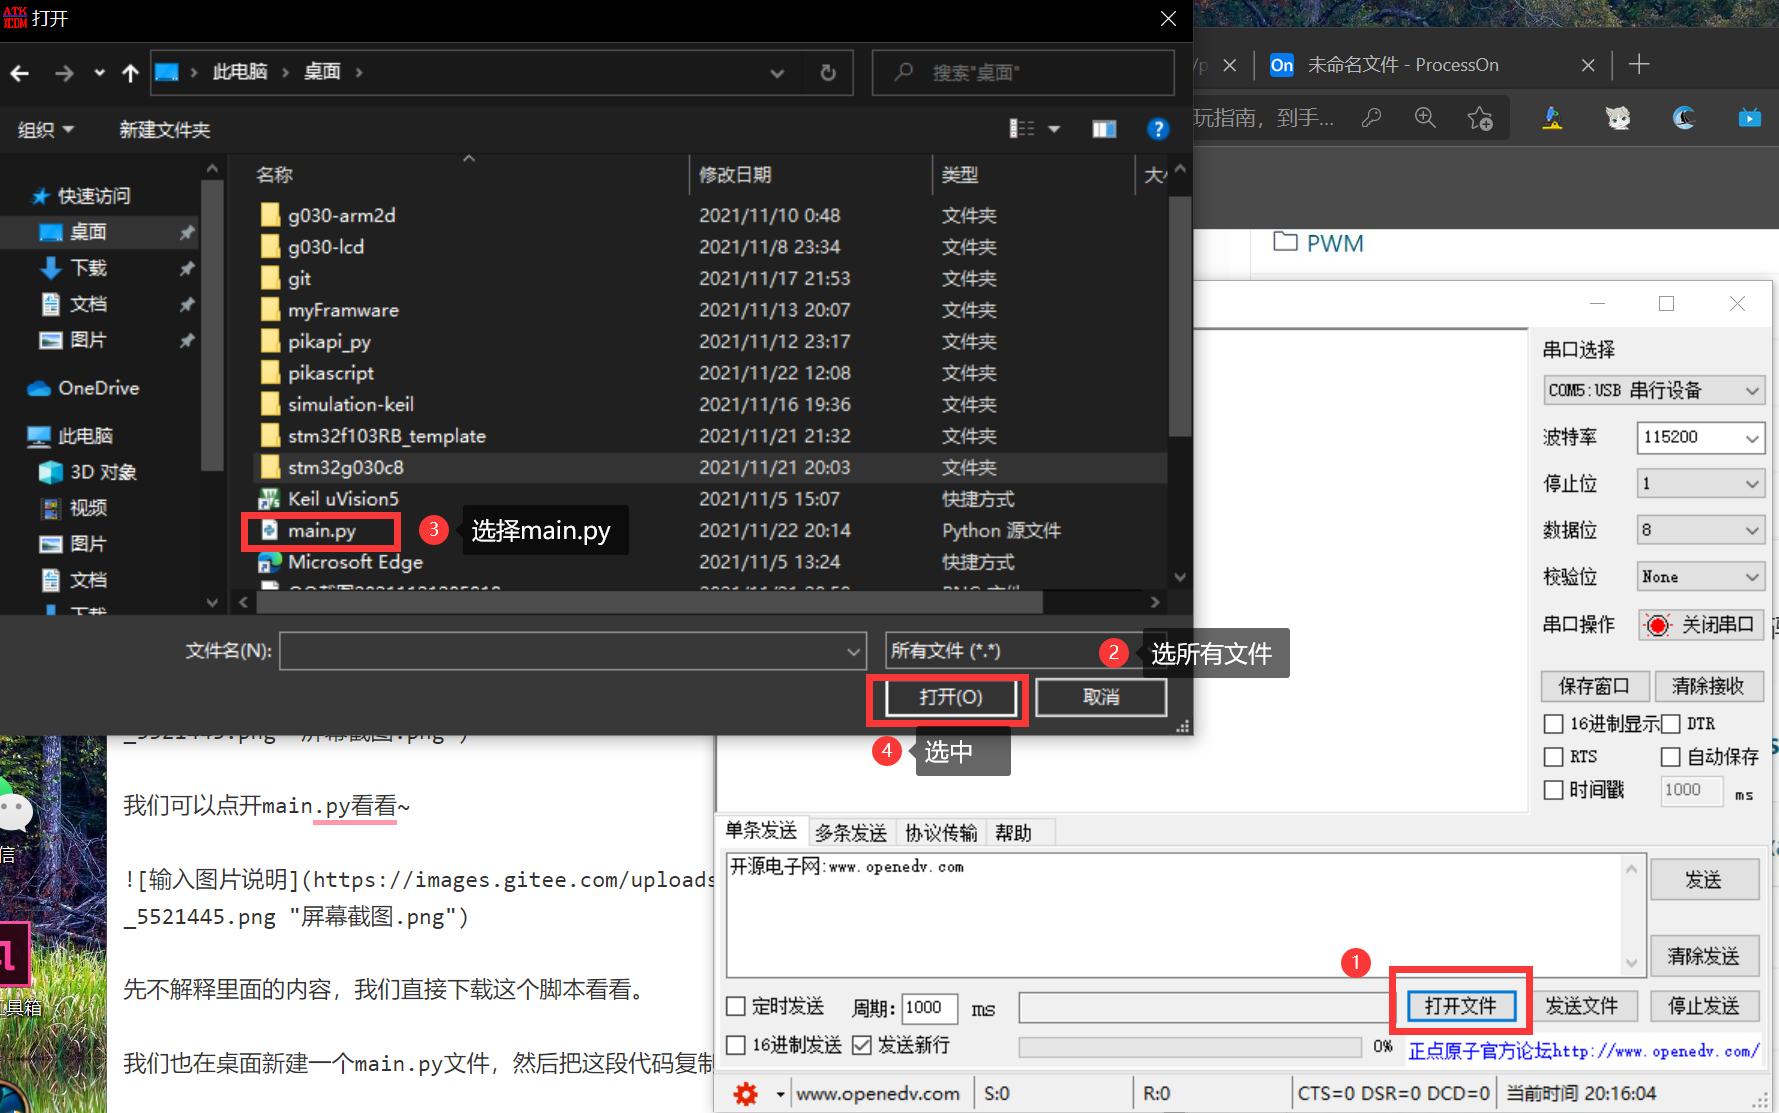 打开
此电脑 › 桌面 ›
搜索"桌面"
组织
新建文件夹
名称
修改日期
类型
快速访问
桌面
下载
文档
图片
OneDrive
此电脑
3D 对象
视频
图片
文档
下载
g030-arm2d 2021/11/10 0:48 文件夹
g030-lcd 2021/11/8 23:34 文件夹
git 2021/11/17 21:53 文件夹
myFramware 2021/11/13 20:07 文件夹
pikapi_py 2021/11/12 23:17 文件夹
pikascript 2021/11/22 12:08 文件夹
simulation-keil 2021/11/16 19:36 文件夹
stm32f103RB_template 2021/11/21 21:32 文件夹
stm32g030c8 2021/11/21 20:03 文件夹
Keil uVision5 2021/11/5 15:07 快捷方式
main.py 2021/11/22 20:14 Python 源文件
3 选择main.py
Microsoft Edge 2021/11/5 13:24 快捷方式
文件名(N):
所有文件 (*.*)
2 选所有文件
打开(O)
取消
4 选中
On 未命名文件 - ProcessOn
玩指南，到手...
PWM
串口选择
COM5:USB 串行设备
波特率 115200
停止位 1
数据位 8
校验位 None
串口操作 关闭串口
保存窗口 清除接收
16进制显示 DTR
RTS 自动保存
时间戳 1000 ms
_5521445.png "屏幕截图.png")
我们可以点开main.py看看~
![输入图片说明](https://images.gitee.com/uploads
_5521445.png "屏幕截图.png")
先不解释里面的内容，我们直接下载这个脚本看看。
我们也在桌面新建一个main.py文件，然后把这段代码复制
信
工具箱
单条发送 多条发送 协议传输 帮助
开源电子网:www.openedv.com
发送
清除发送
1
定时发送 周期: 1000 ms
打开文件 发送文件 停止发送
16进制发送 发送新行
0% 正点原子官方论坛http://www.openedv.com/
www.openedv.com S:0 R:0 CTS=0 DSR=0 DCD=0 当前时间 20:16:04